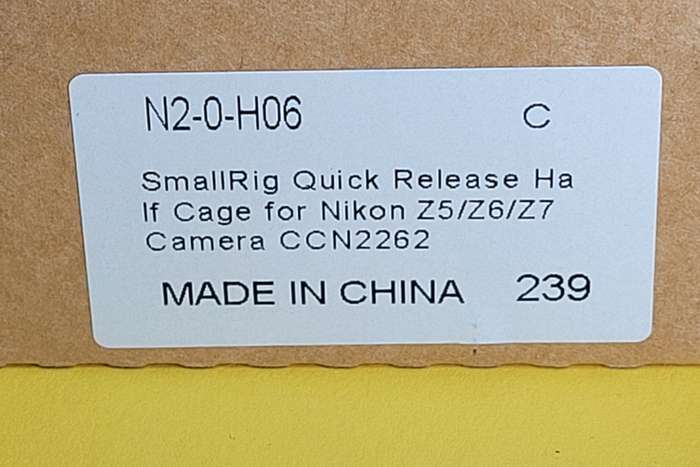 N2-0-H06 C
SmallRig Quick Release Ha
lf Cage for Nikon Z5/Z6/Z7
Camera CCN2262
MADE IN CHINA 239